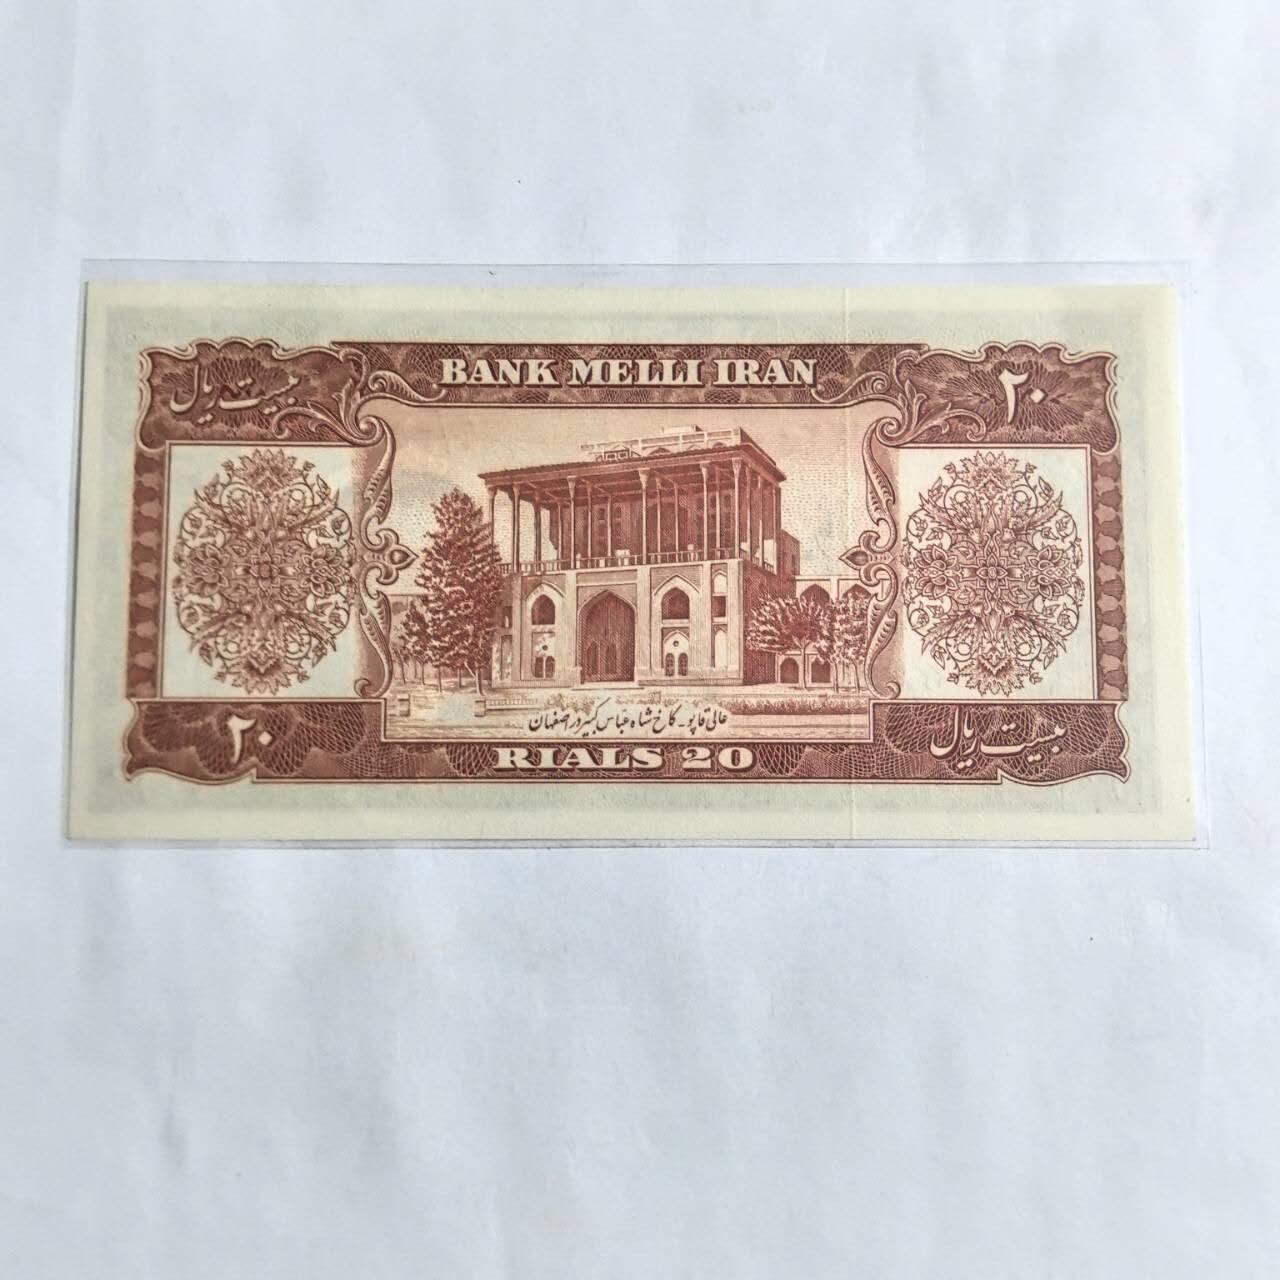 BANK MELLI IRAN
بیست ریال
۲۰
عالی قاپو - کاخ شاه عباس کبیر در اصفهان
۲۰
RIALS 20
بیست ریال